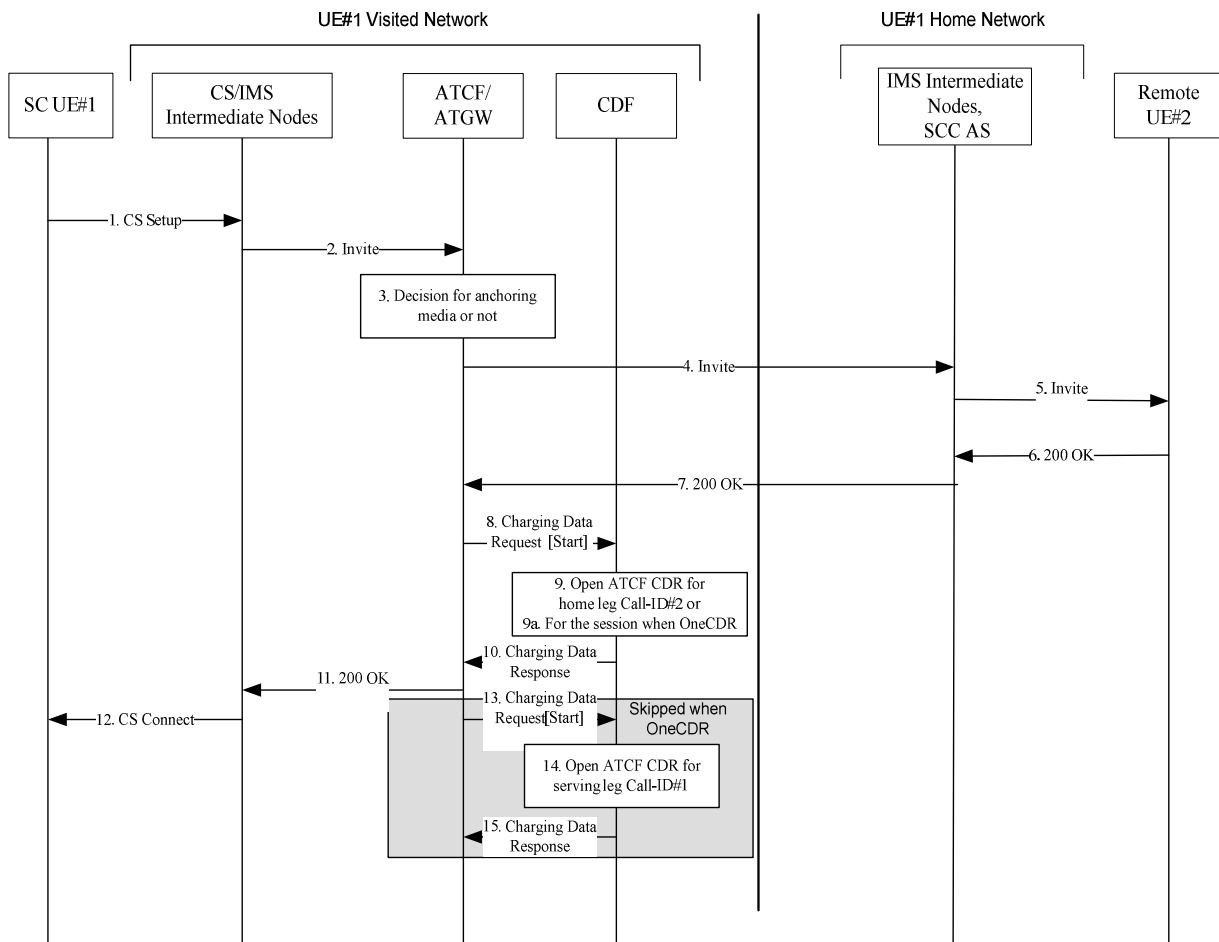 UE#1 Visited Network
UE#1 Home Network
SC UE#1
CS/IMS
Intermediate Nodes
ATCF/
ATGW
CDF
IMS Intermediate
Nodes,
SCC AS
Remote
UE#2
1. CS Setup
2. Invite
3. Decision for anchoring
media or not
4. Invite
5. Invite
6. 200 OK
7. 200 OK
8. Charging Data
Request [Start]
9. Open ATCF CDR for
home leg Call-ID#2 or
9a. For the session when OneCDR
10. Charging Data
Response
11. 200 OK
12. CS Connect
13. Charging Data
Request[Start]
Skipped when
OneCDR
14. Open ATCF CDR for
serving leg Call-ID#1
15. Charging Data
Response